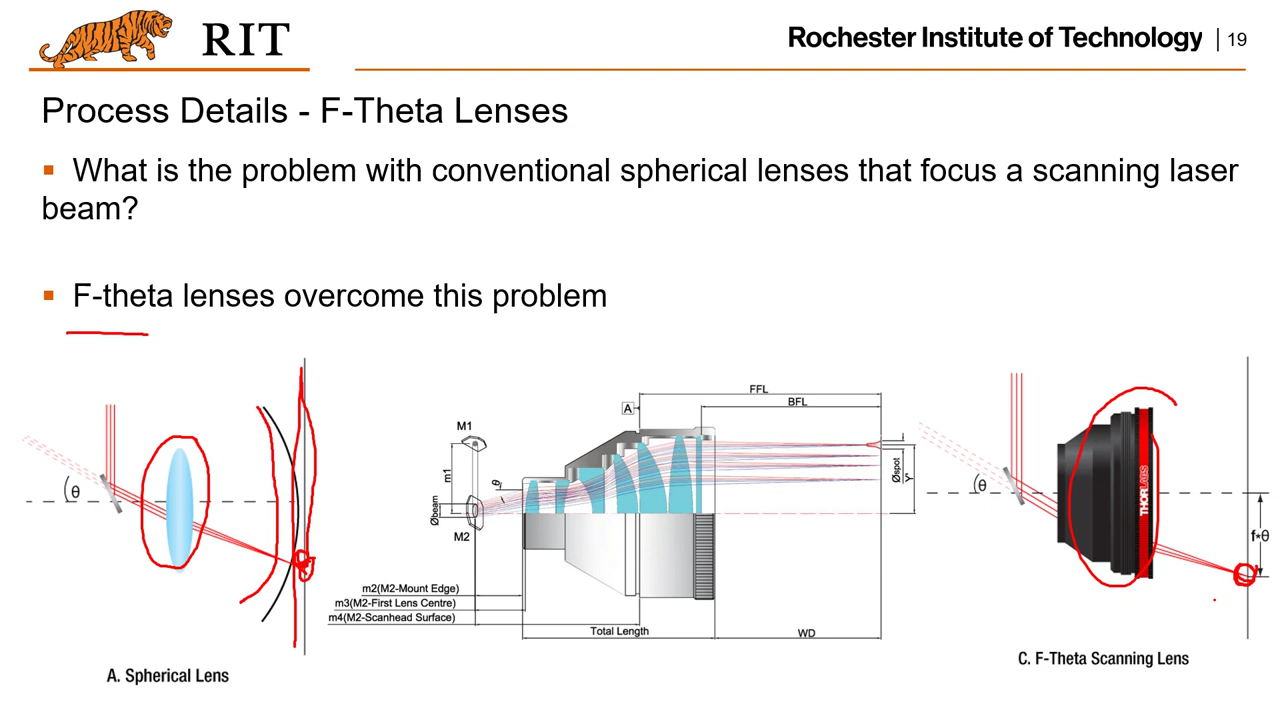 RIT
Rochester Institute of Technology | 19
Process Details - F-Theta Lenses
▪ What is the problem with conventional spherical lenses that focus a scanning laser
beam?
▪ F-theta lenses overcome this problem
θ
A. Spherical Lens
FFL
A
BFL
M1
m1
θ
Øbeam
M2
Øspot
Y'
m2(M2-Mount Edge)
m3(M2-First Lens Centre)
m4(M2-Scanhead Surface)
Total Length
WD
θ
THORLABS
f*θ
C. F-Theta Scanning Lens